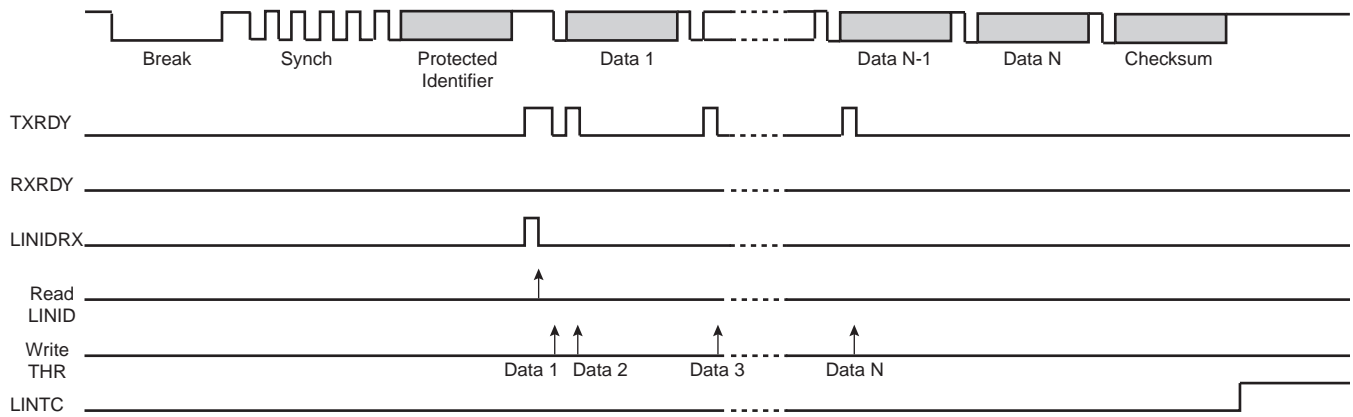 Break Synch Protected Identifier Data 1 Data N-1 Data N Checksum
TXRDY
RXRDY
LINIDRX
Read
LINID
Write
THR
Data 1 Data 2 Data 3 Data N
LINTC